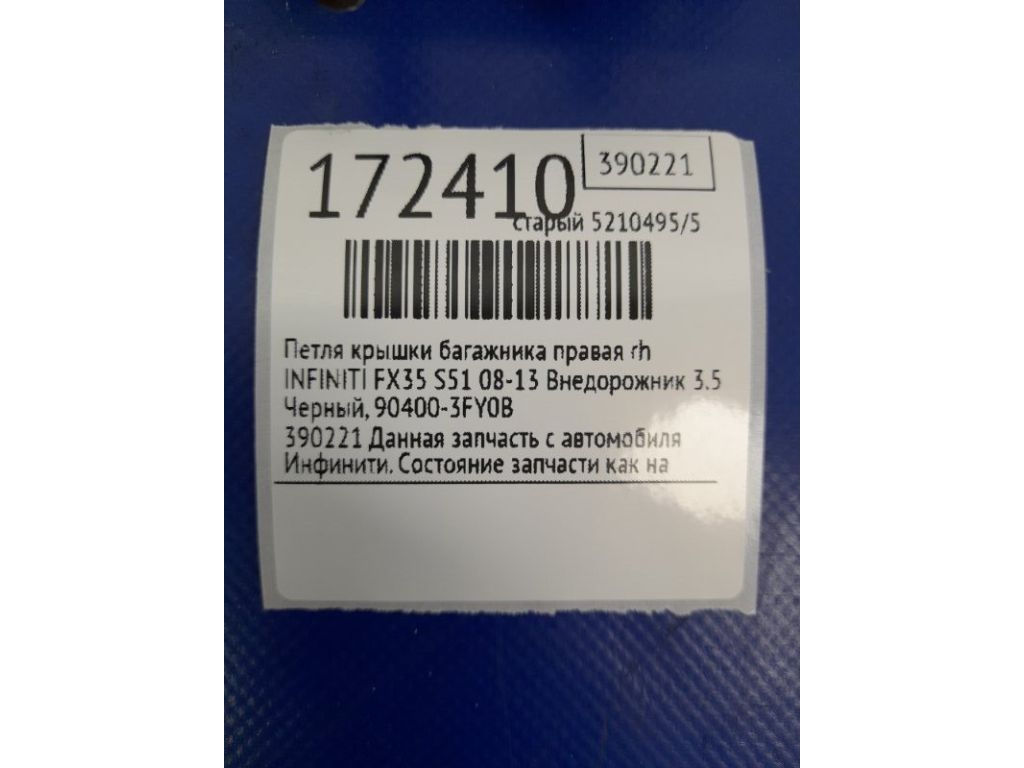 172410
390221
старый 5210495/5
Петля крышки багажника правая rh
INFINITI FX35 S51 08-13 Внедорожник 3.5
Черный, 90400-3FY0B
390221 Данная запчасть с автомобиля
Инфинити. Состояние запчасти как на